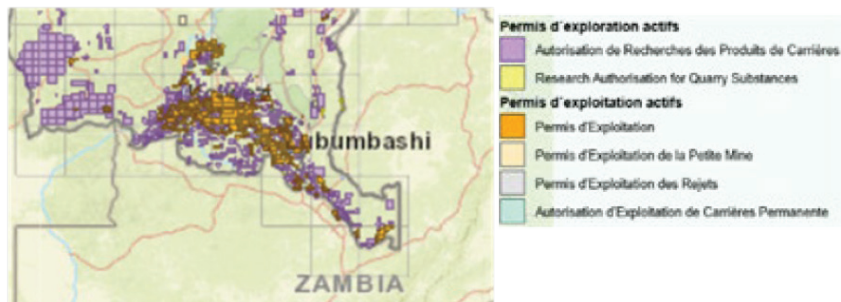 Lubumbashi
ZAMBIA
Permis d'exploration actifs
Autorisation de Recherches des Produits de Carrières
Research Authorisation for Quarry Substances
Permis d'exploitation actifs
Permis d'Exploitation
Permis d'Exploitation de la Petite Mine
Permis d'Exploitation des Rejets
Autorisation d'Exploitation de Carrières Permanente